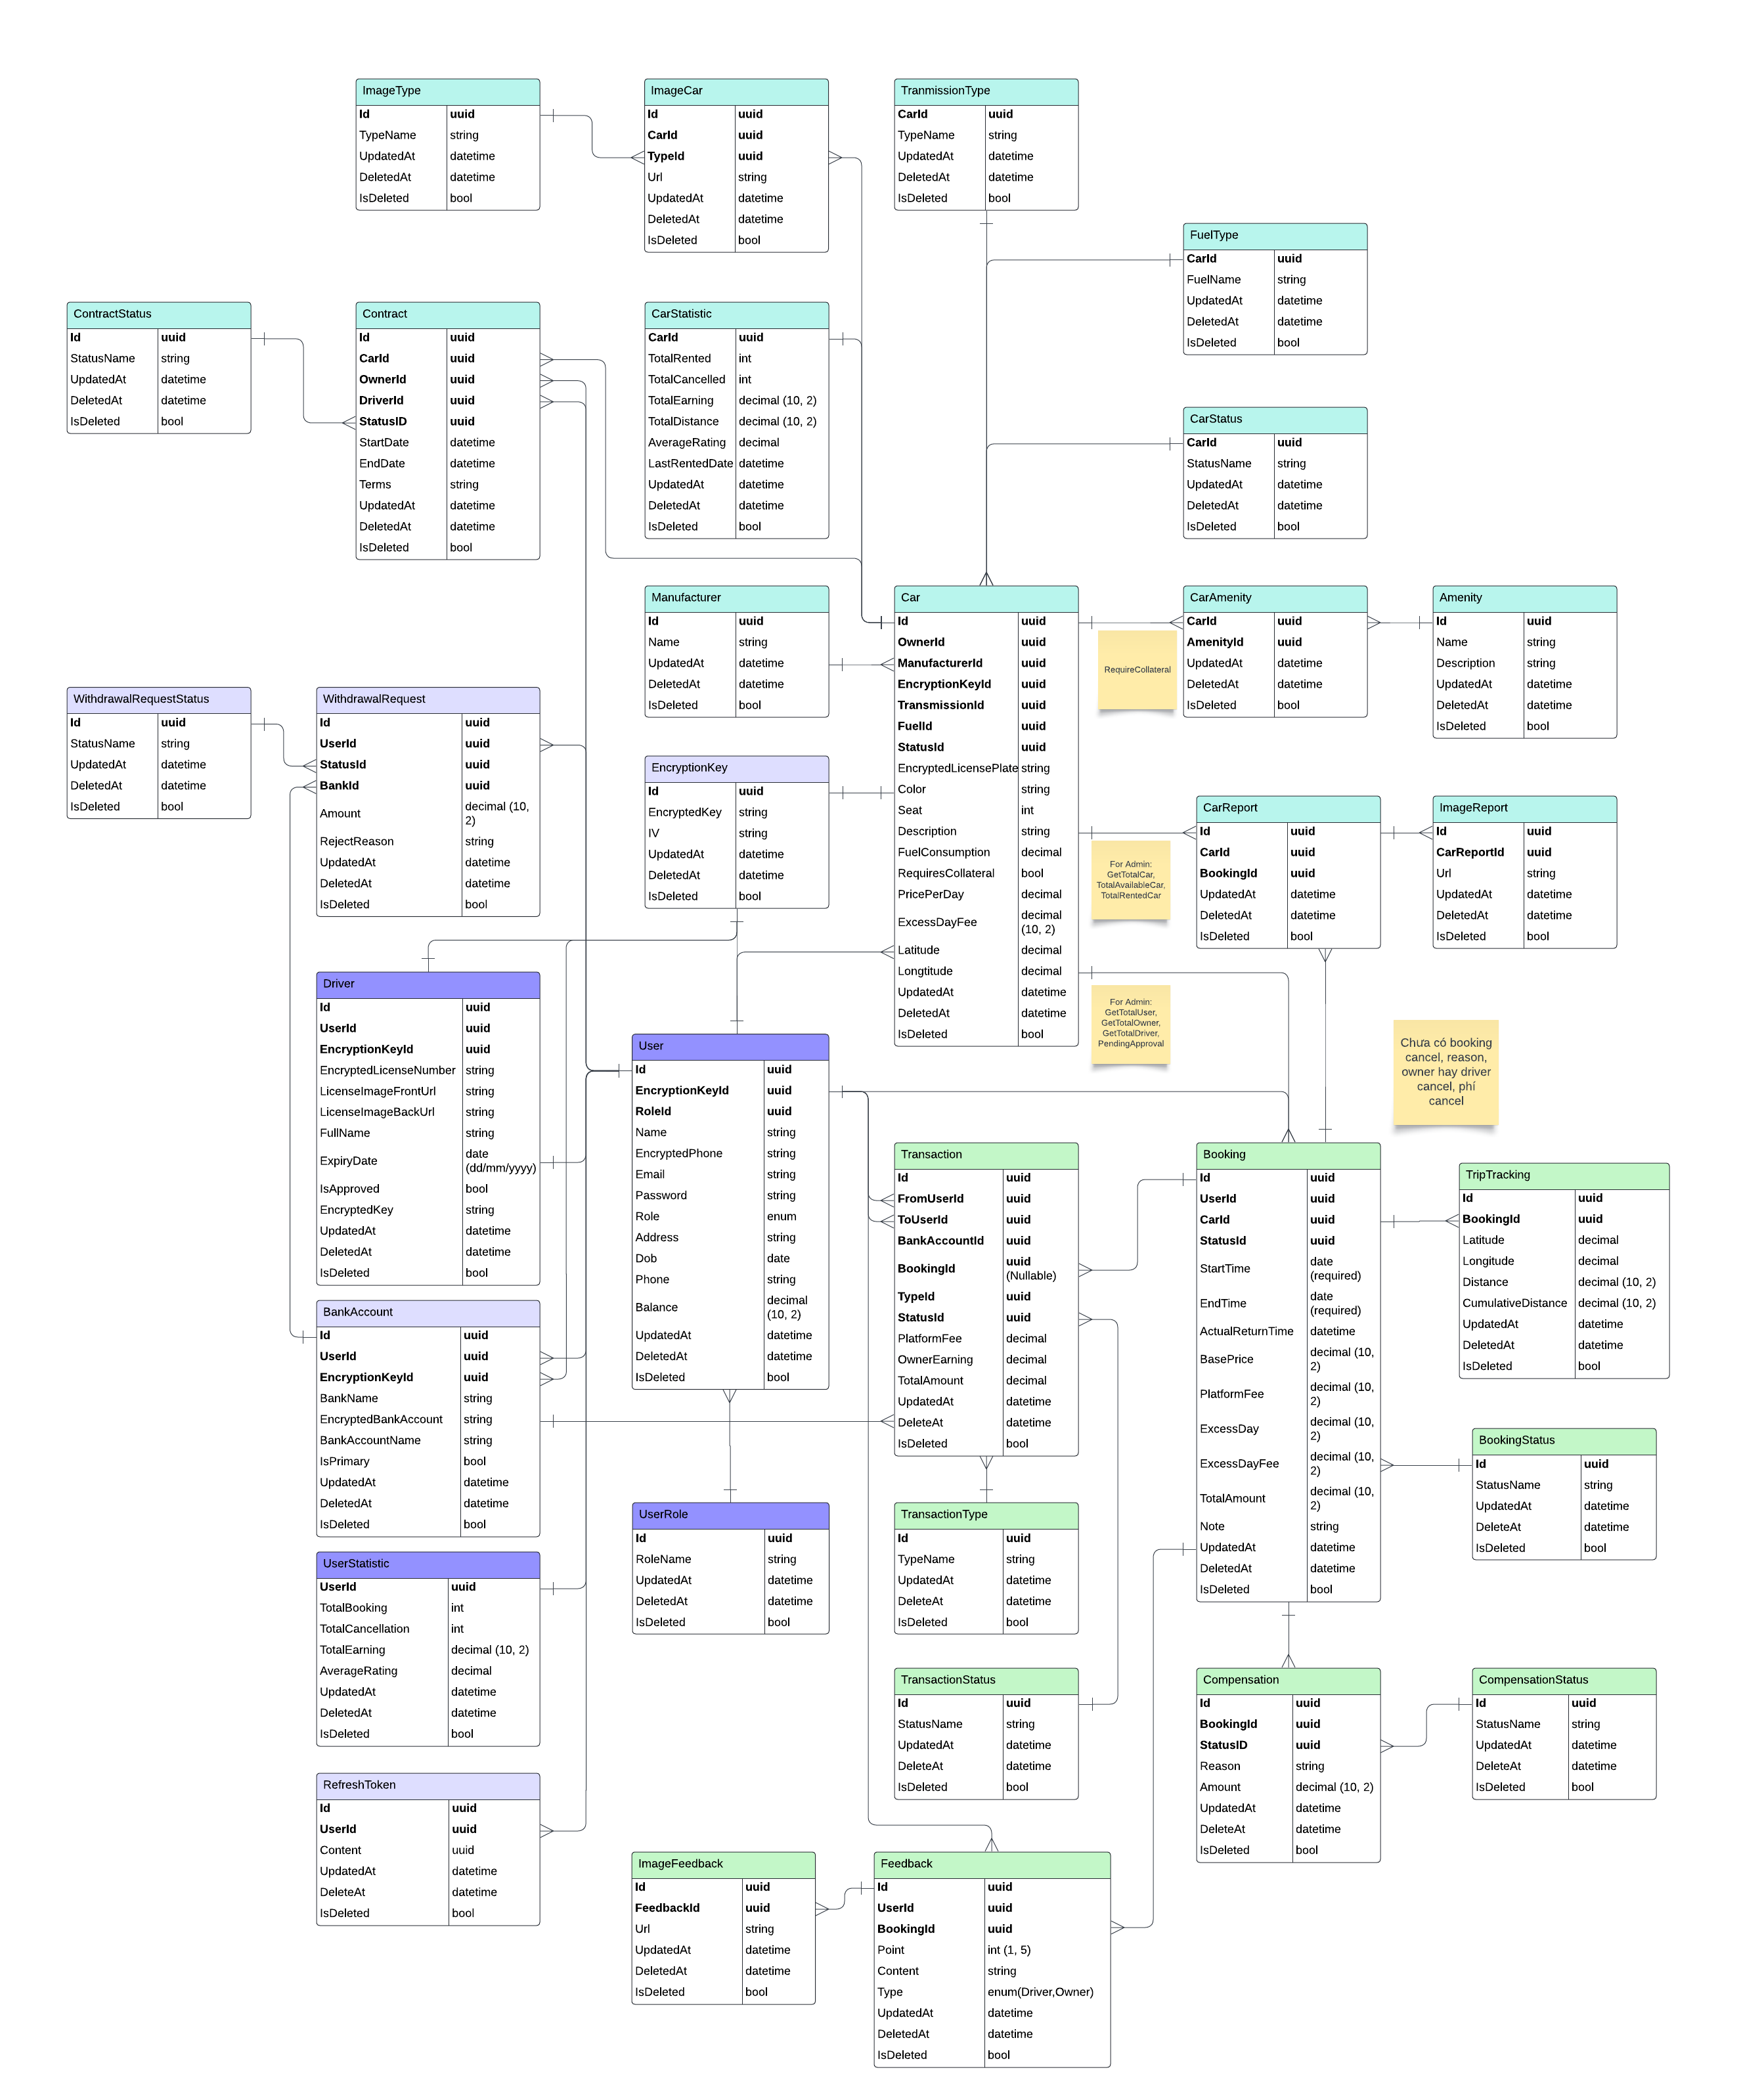 ImageType
Id uuid
TypeName string
UpdatedAt datetime
DeletedAt datetime
IsDeleted bool
ImageCar
Id uuid
CarId uuid
TypeId uuid
Url string
UpdatedAt datetime
DeletedAt datetime
IsDeleted bool
TranmissionType
CarId uuid
TypeName string
UpdatedAt datetime
DeletedAt datetime
IsDeleted bool
FuelType
CarId uuid
FuelName string
UpdatedAt datetime
DeletedAt datetime
IsDeleted bool
ContractStatus
Id uuid
StatusName string
UpdatedAt datetime
DeletedAt datetime
IsDeleted bool
Contract
Id uuid
CarId uuid
OwnerId uuid
DriverId uuid
StatusID uuid
StartDate datetime
EndDate datetime
Terms string
UpdatedAt datetime
DeletedAt datetime
IsDeleted bool
CarStatistic
CarId uuid
TotalRented int
TotalCancelled int
TotalEarning decimal (10, 2)
TotalDistance decimal (10, 2)
AverageRating decimal
LastRentedDate datetime
UpdatedAt datetime
DeletedAt datetime
IsDeleted bool
CarStatus
CarId uuid
StatusName string
UpdatedAt datetime
DeletedAt datetime
IsDeleted bool
Manufacturer
Id uuid
Name string
UpdatedAt datetime
DeletedAt datetime
IsDeleted bool
Car
Id uuid
OwnerId uuid
ManufacturerId uuid
EncryptionKeyId uuid
TransmissionId uuid
FuelId uuid
StatusId uuid
EncryptedLicensePlate string
Color string
Seat int
Description string
FuelConsumption decimal
RequiresCollateral bool
PricePerDay decimal
ExcessDayFee decimal
(10, 2)
Latitude decimal
Longtitude decimal
UpdatedAt datetime
DeletedAt datetime
IsDeleted bool
RequireCollateral
CarAmenity
CarId uuid
AmenityId uuid
UpdatedAt datetime
DeletedAt datetime
IsDeleted bool
Amenity
Id uuid
Name string
Description string
UpdatedAt datetime
DeletedAt datetime
IsDeleted bool
WithdrawalRequestStatus
Id uuid
StatusName string
UpdatedAt datetime
DeletedAt datetime
IsDeleted bool
WithdrawalRequest
Id uuid
UserId uuid
StatusId uuid
BankId uuid
Amount decimal (10,
2)
RejectReason string
UpdatedAt datetime
DeletedAt datetime
IsDeleted bool
EncryptionKey
Id uuid
EncryptedKey string
IV string
UpdatedAt datetime
DeletedAt datetime
IsDeleted bool
For Admin:
GetTotalCar,
TotalAvailableCar,
TotalRentedCar
CarReport
Id uuid
CarId uuid
BookingId uuid
UpdatedAt datetime
DeletedAt datetime
IsDeleted bool
ImageReport
Id uuid
CarReportId uuid
Url string
UpdatedAt datetime
DeletedAt datetime
IsDeleted bool
Driver
Id uuid
UserId uuid
EncryptionKeyId uuid
EncryptedLicenseNumber string
LicenseImageFrontUrl string
LicenseImageBackUrl string
FullName string
ExpiryDate date
(dd/mm/yyyy)
IsApproved bool
EncryptedKey string
UpdatedAt datetime
DeletedAt datetime
IsDeleted bool
For Admin:
GetTotalUser,
GetTotalOwner,
GetTotalDriver,
PendingApproval
Chưa có booking
cancel, reason,
owner hay driver
cancel, phí
cancel
User
Id uuid
EncryptionKeyId uuid
RoleId uuid
Name string
EncryptedPhone string
Email string
Password string
Role enum
Address string
Dob date
Phone string
Balance decimal
(10, 2)
UpdatedAt datetime
DeletedAt datetime
IsDeleted bool
Transaction
Id uuid
FromUserId uuid
ToUserId uuid
BankAccountId uuid
BookingId uuid
(Nullable)
TypeId uuid
StatusId uuid
PlatformFee decimal
OwnerEarning decimal
TotalAmount decimal
UpdatedAt datetime
DeleteAt datetime
IsDeleted bool
Booking
Id uuid
UserId uuid
CarId uuid
StatusId uuid
StartTime date
(required)
EndTime date
(required)
ActualReturnTime datetime
BasePrice decimal (10,
2)
PlatformFee decimal (10,
2)
ExcessDay decimal (10,
2)
ExcessDayFee decimal (10,
2)
TotalAmount decimal (10,
2)
Note string
UpdatedAt datetime
DeletedAt datetime
IsDeleted bool
TripTracking
Id uuid
BookingId uuid
Latitude decimal
Longitude decimal
Distance decimal (10, 2)
CumulativeDistance decimal (10, 2)
UpdatedAt datetime
DeletedAt datetime
IsDeleted bool
BankAccount
Id uuid
UserId uuid
EncryptionKeyId uuid
BankName string
EncryptedBankAccount string
BankAccountName string
IsPrimary bool
UpdatedAt datetime
DeletedAt datetime
IsDeleted bool
BookingStatus
Id uuid
StatusName string
UpdatedAt datetime
DeleteAt datetime
IsDeleted bool
UserRole
Id uuid
RoleName string
UpdatedAt datetime
DeletedAt datetime
IsDeleted bool
TransactionType
Id uuid
TypeName string
UpdatedAt datetime
DeleteAt datetime
IsDeleted bool
UserStatistic
UserId uuid
TotalBooking int
TotalCancellation int
TotalEarning decimal (10, 2)
AverageRating decimal
UpdatedAt datetime
DeletedAt datetime
IsDeleted bool
TransactionStatus
Id uuid
StatusName string
UpdatedAt datetime
DeleteAt datetime
IsDeleted bool
Compensation
Id uuid
BookingId uuid
StatusID uuid
Reason string
Amount decimal (10, 2)
UpdatedAt datetime
DeleteAt datetime
IsDeleted bool
CompensationStatus
Id uuid
StatusName string
UpdatedAt datetime
DeleteAt datetime
IsDeleted bool
RefreshToken
Id uuid
UserId uuid
Content uuid
UpdatedAt datetime
DeleteAt datetime
IsDeleted bool
ImageFeedback
Id uuid
FeedbackId uuid
Url string
UpdatedAt datetime
DeletedAt datetime
IsDeleted bool
Feedback
Id uuid
UserId uuid
BookingId uuid
Point int (1, 5)
Content string
Type enum(Driver,Owner)
UpdatedAt datetime
DeletedAt datetime
IsDeleted bool